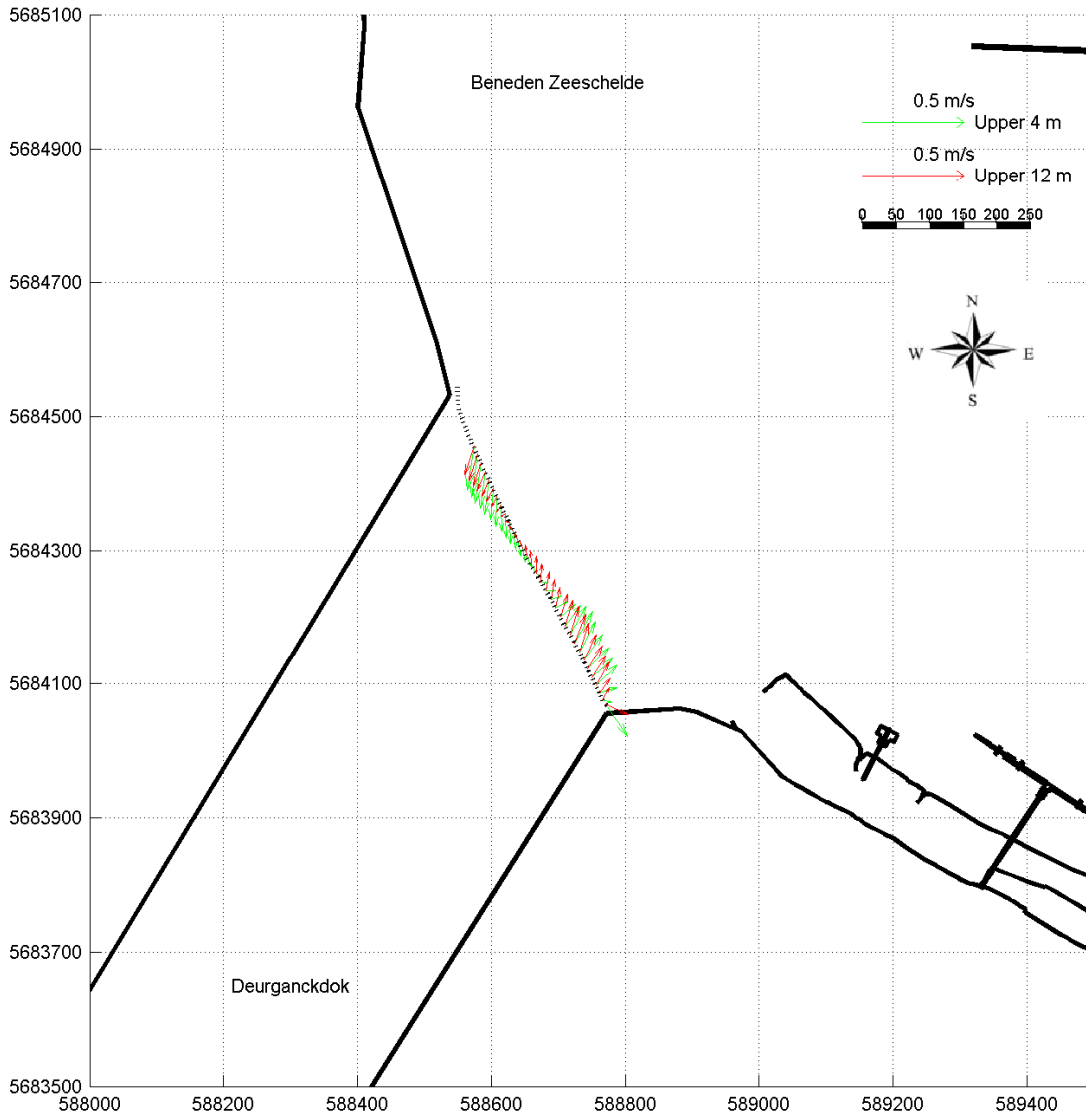 5685100
Beneden Zeeschelde
0.5 m/s
Upper 4 m
5684900
0.5 m/s
Upper 12 m
0 50 100 150 200 250
5684700
N
W E
S
5684500
5684300
5684100
5683900
5683700
Deurganckdok
5683500
588000 588200 588400 588600 588800 589000 589200 589400